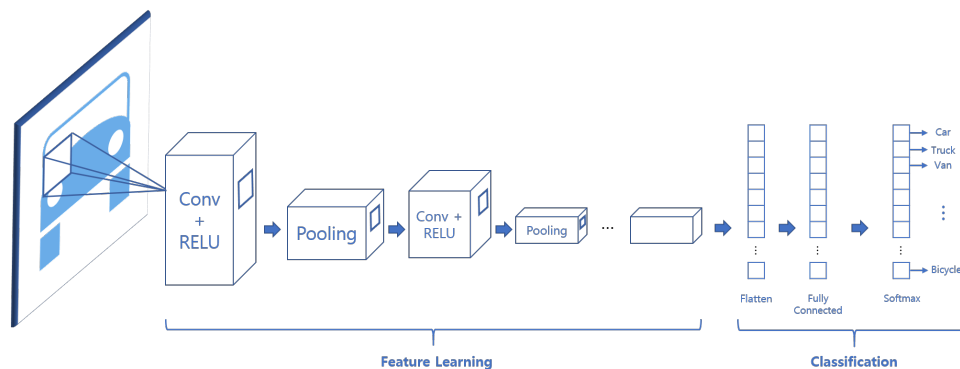 Conv
+
RELU
Pooling
Conv +
RELU
Pooling
...
Car
Truck
Van
Bicycle
Flatten
Fully
Connected
Softmax
Feature Learning
Classification